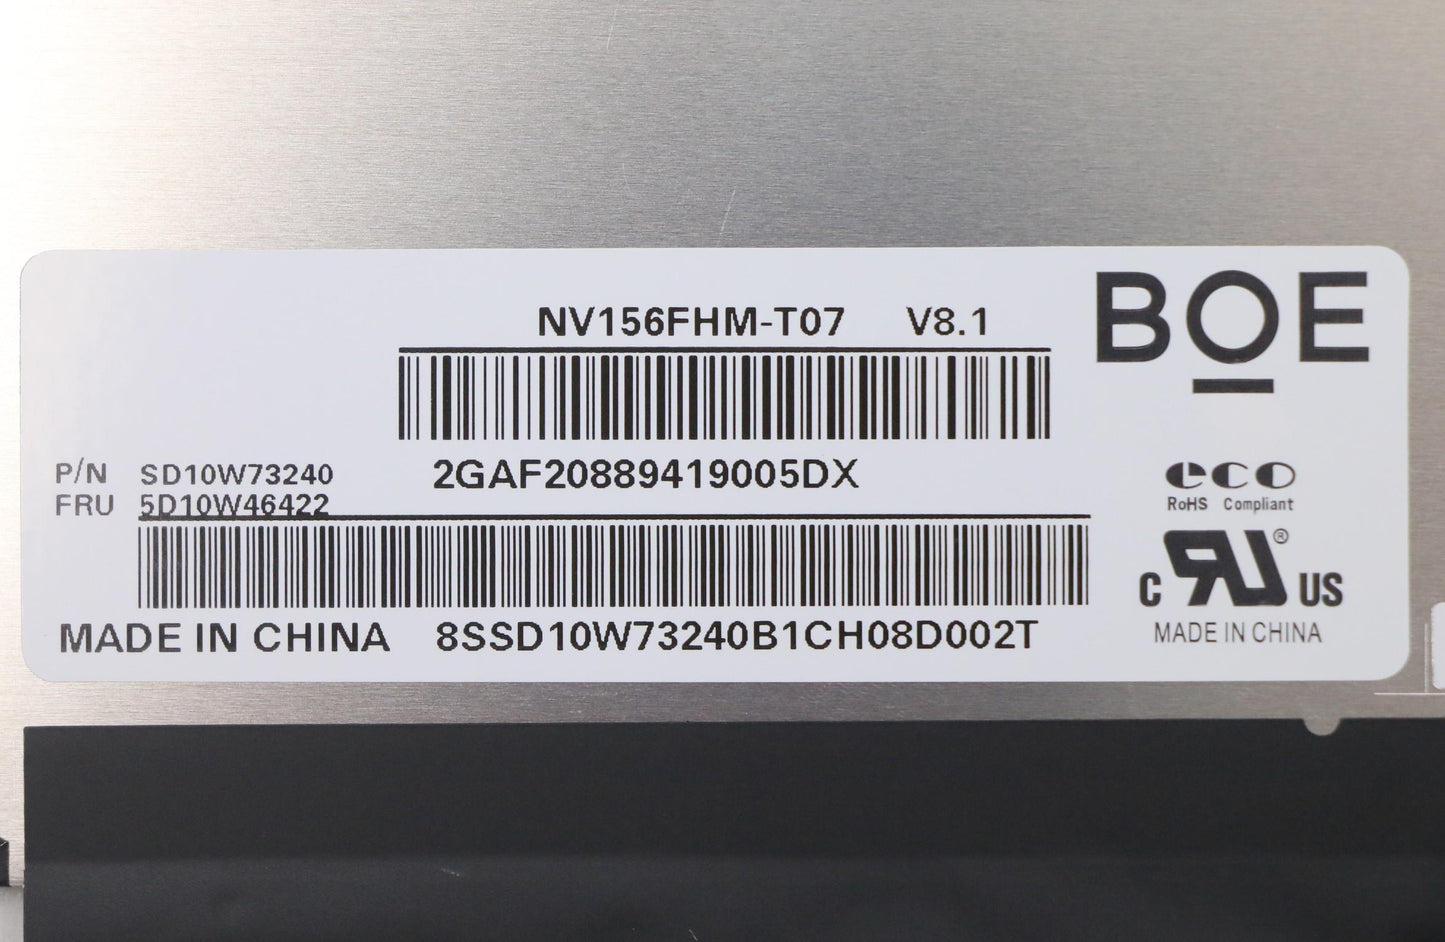 NV156FHM-T07 V8.1
BOE
P/N SD10W73240
2GAF20889419005DX
FRU 5D10W46422
eco
RoHS Compliant
C RU® US
MADE IN CHINA 8SSD10W73240B1CH08D002T
MADE IN CHINA